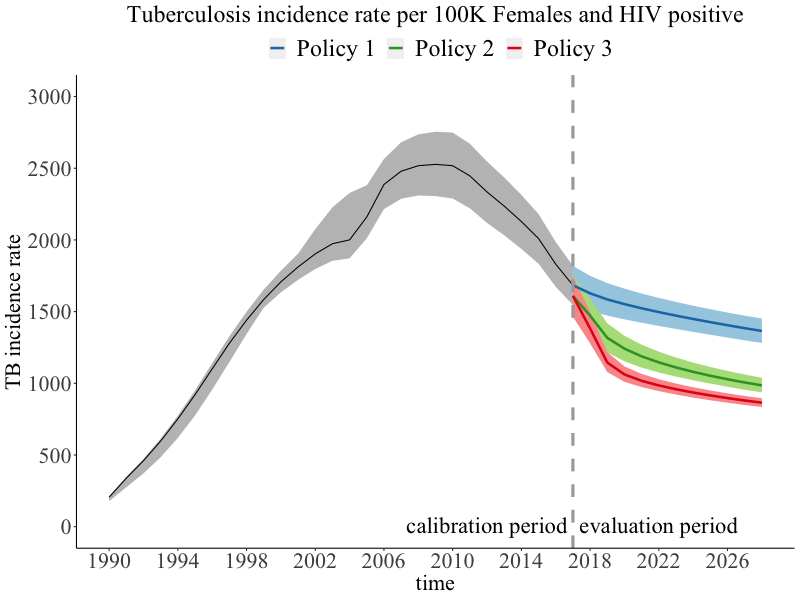 Tuberculosis incidence rate per 100K Females and HIV positive
Policy 1 Policy 2 Policy 3
TB incidence rate
3000
2500
2000
1500
1000
500
0
calibration period evaluation period
1990 1994 1998 2002 2006 2010 2014 2018 2022 2026
time